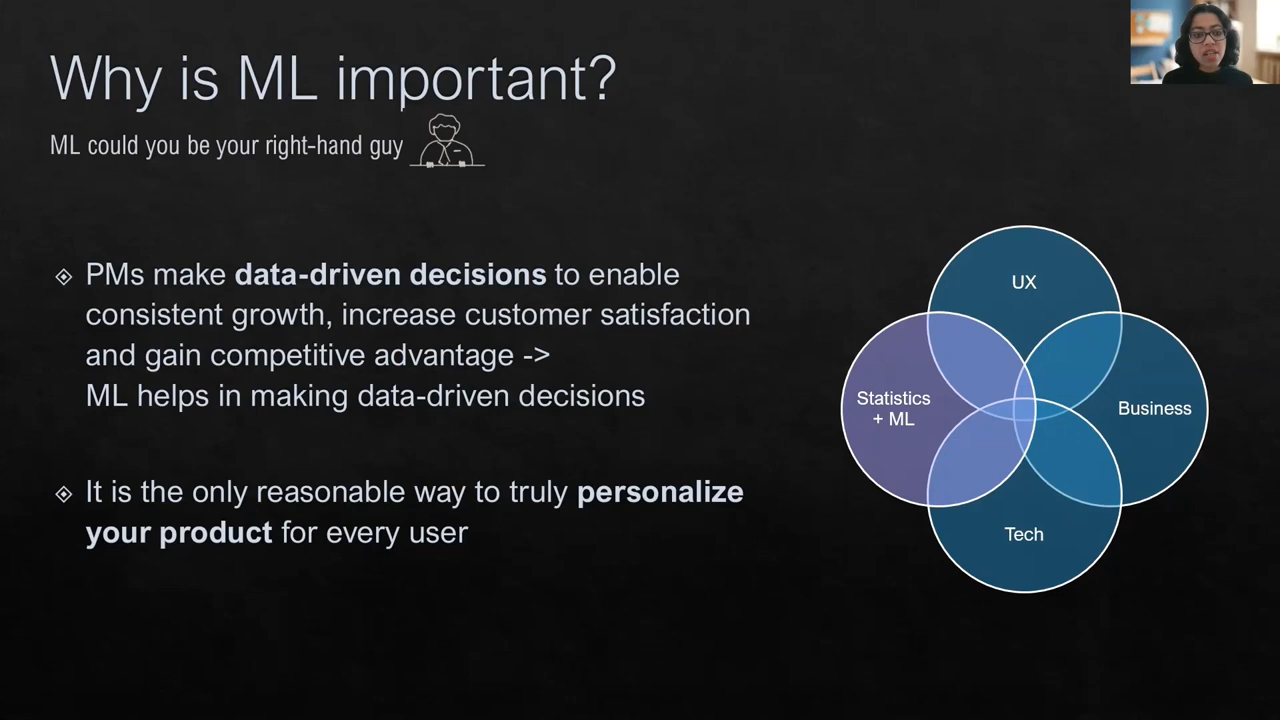 Why is ML important?
ML could you be your right-hand guy
PMs make data-driven decisions to enable
consistent growth, increase customer satisfaction
and gain competitive advantage ->
ML helps in making data-driven decisions
It is the only reasonable way to truly personalize
your product for every user
UX
Statistics
+ ML
Business
Tech